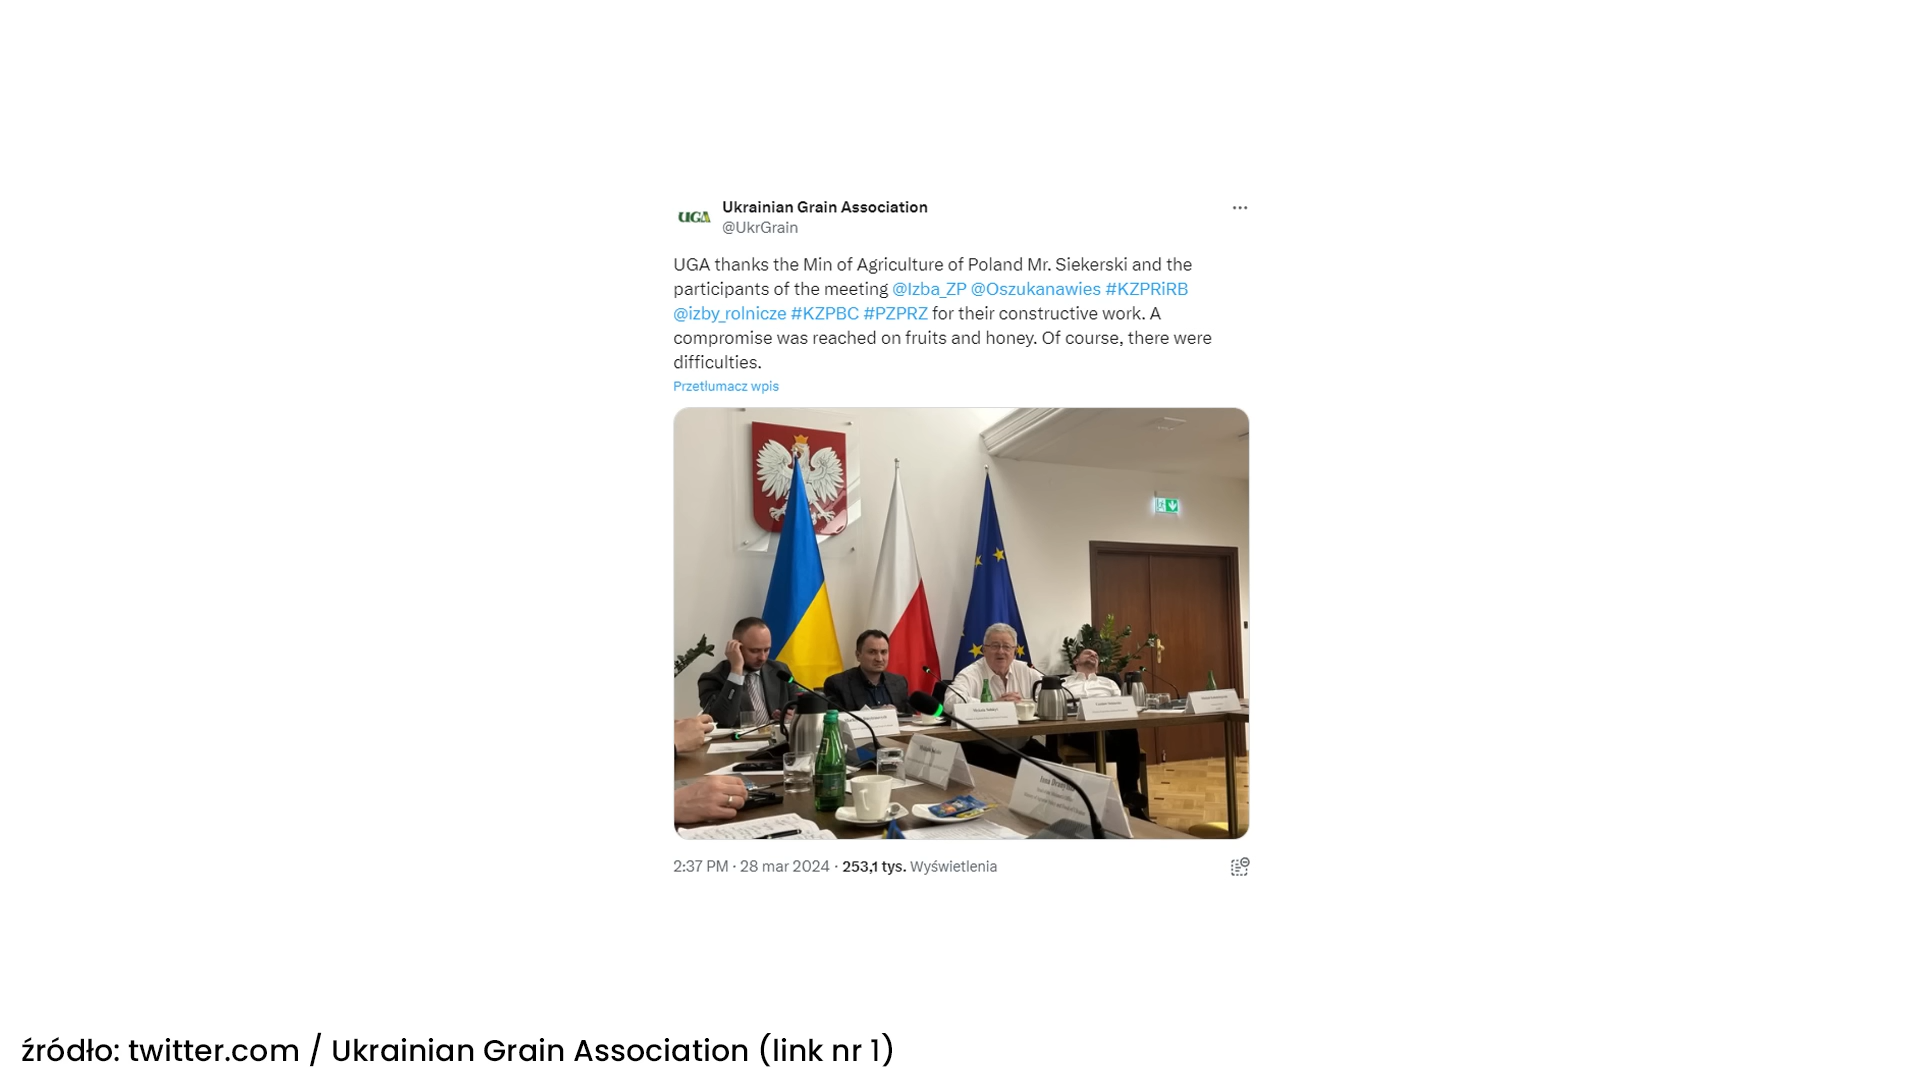 UGA
Ukrainian Grain Association
@UkrGrain
UGA thanks the Min of Agriculture of Poland Mr. Siekerski and the
participants of the meeting @Izba_ZP @Oszukanawies #KZPRiRB
@izby_rolnicze #KZPBC #PZPRZ for their constructive work. A
compromise was reached on fruits and honey. Of course, there were
difficulties.
Przetłumacz wpis
2:37 PM · 28 mar 2024 · 253,1 tys. Wyświetlenia
źródło: twitter.com / Ukrainian Grain Association (link nr 1)